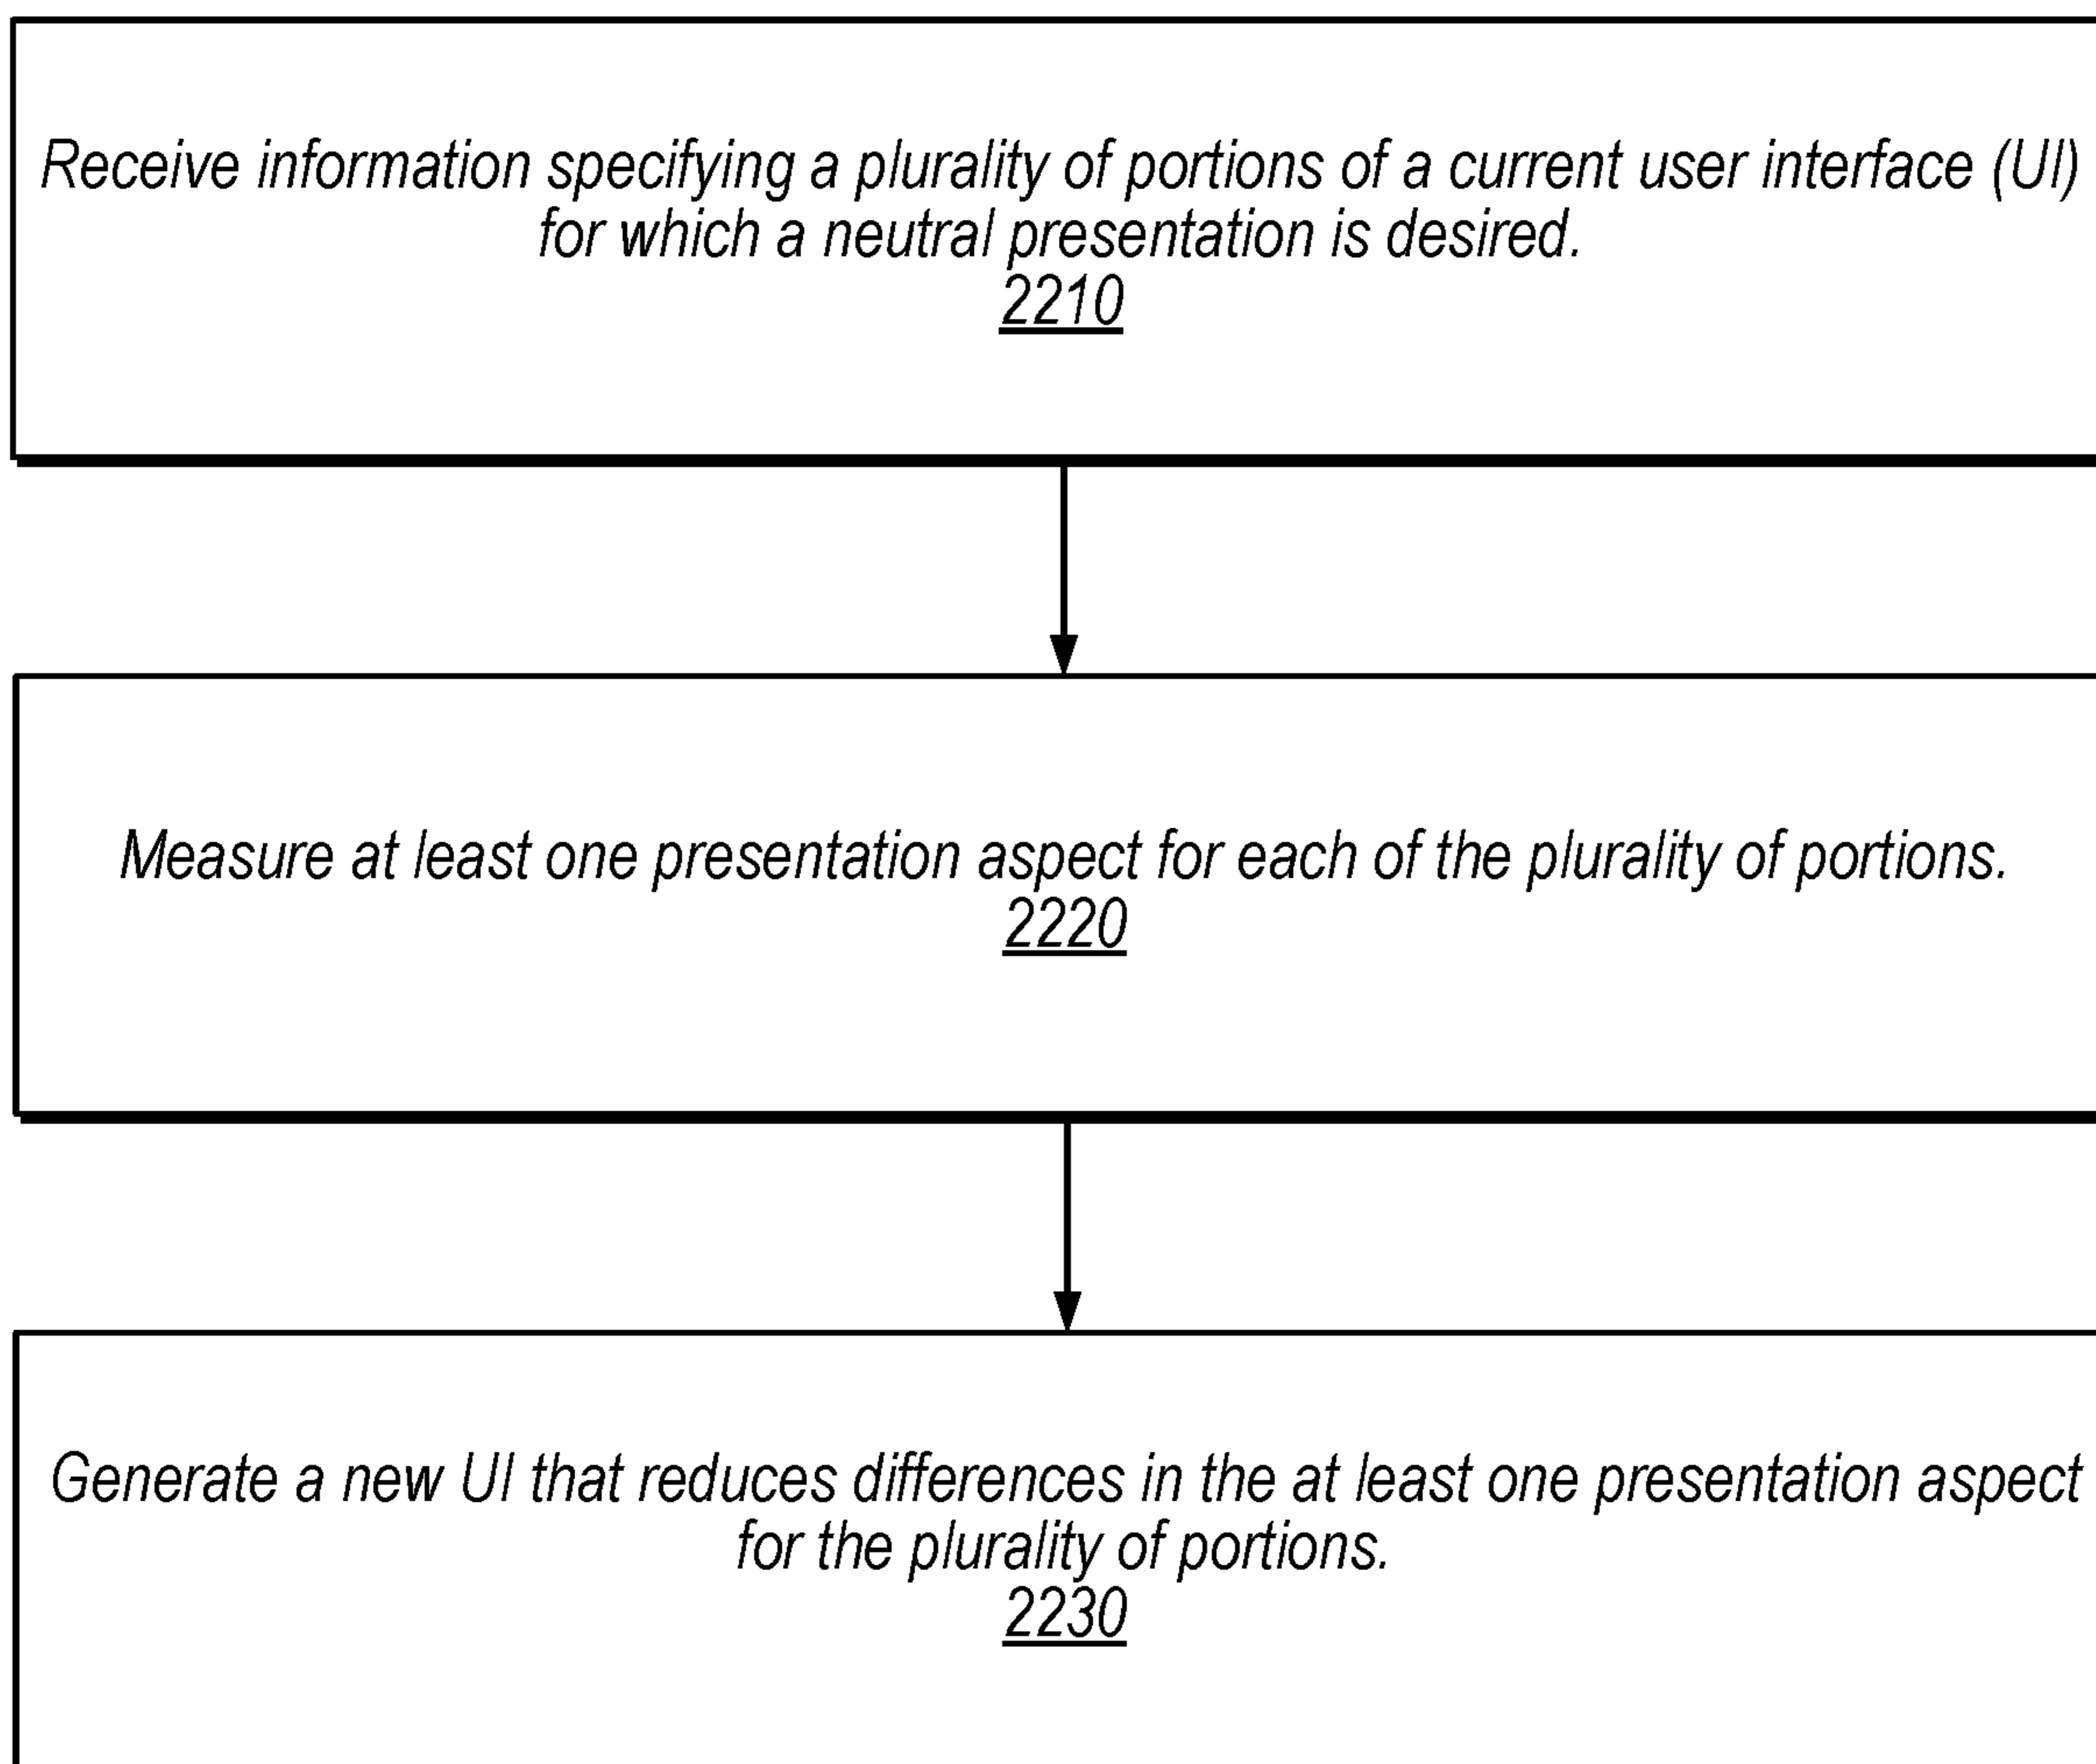 Receive information specifying a plurality of portions of a current user interface (UI)
for which a neutral presentation is desired.
2210
Measure at least one presentation aspect for each of the plurality of portions.
2220
Generate a new UI that reduces differences in the at least one presentation aspect
for the plurality of portions.
2230